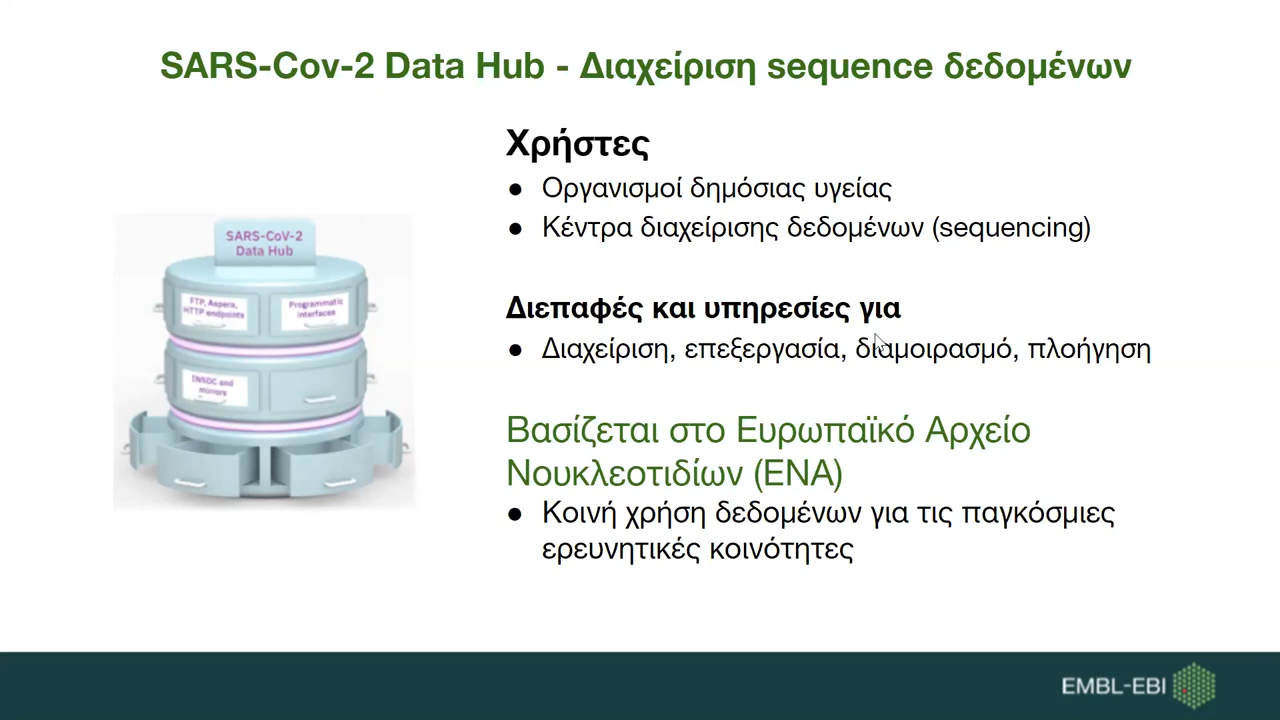 SARS-Cov-2 Data Hub - Διαχείριση sequence δεδομένων
Χρήστες
● Οργανισμοί δημόσιας υγείας
● Κέντρα διαχείρισης δεδομένων (sequencing)
Διεπαφές και υπηρεσίες για
● Διαχείριση, επεξεργασία, διαμοιρασμό, πλοήγηση
Βασίζεται στο Ευρωπαϊκό Αρχείο
Νουκλεοτιδίων (ENA)
● Κοινή χρήση δεδομένων για τις παγκόσμιες
ερευνητικές κοινότητες
SARS-CoV-2
Data Hub
FTP, Aspera,
HTTP endpoints
Programmatic
interfaces
INSDC and
mirrors
EMBL-EBI